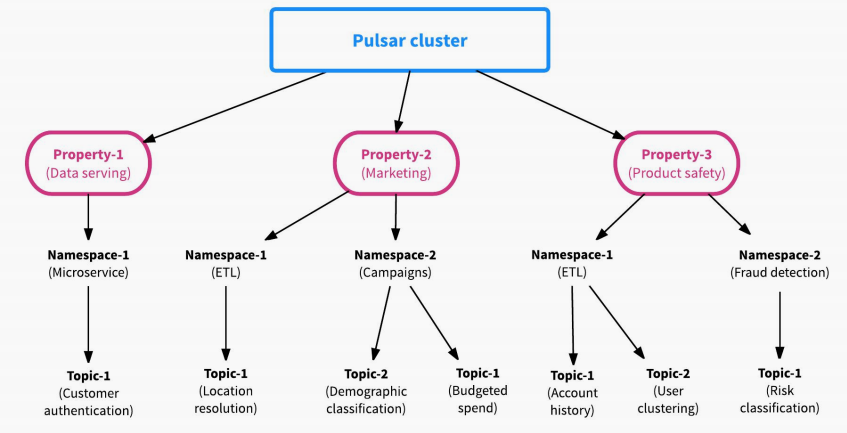 Pulsar cluster
Property-1
(Data serving)
Property-2
(Marketing)
Property-3
(Product safety)
Namespace-1
(Microservice)
Namespace-1
(ETL)
Namespace-2
(Campaigns)
Namespace-1
(ETL)
Namespace-2
(Fraud detection)
Topic-1
(Customer
authentication)
Topic-1
(Location
resolution)
Topic-2
(Demographic
classification)
Topic-1
(Budgeted
spend)
Topic-1
(Account
history)
Topic-2
(User
clustering)
Topic-1
(Risk
classification)